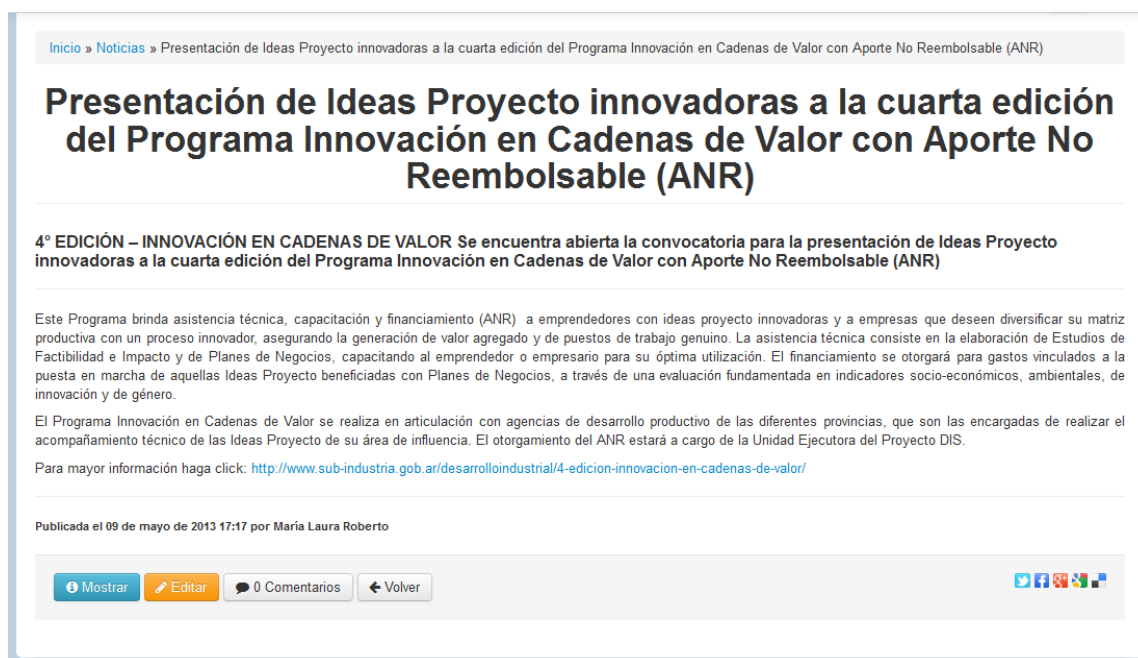 Inicio » Noticias » Presentación de Ideas Proyecto innovadoras a la cuarta edición del Programa Innovación en Cadenas de Valor con Aporte No Reembolsable (ANR)
Presentación de Ideas Proyecto innovadoras a la cuarta edición
del Programa Innovación en Cadenas de Valor con Aporte No
Reembolsable (ANR)
4° EDICIÓN – INNOVACIÓN EN CADENAS DE VALOR Se encuentra abierta la convocatoria para la presentación de Ideas Proyecto
innovadoras a la cuarta edición del Programa Innovación en Cadenas de Valor con Aporte No Reembolsable (ANR)
Este Programa brinda asistencia técnica, capacitación y financiamiento (ANR) a emprendedores con ideas proyecto innovadoras y a empresas que deseen diversificar su matriz
productiva con un proceso innovador, asegurando la generación de valor agregado y de puestos de trabajo genuino. La asistencia técnica consiste en la elaboración de Estudios de
Factibilidad e Impacto y de Planes de Negocios, capacitando al emprendedor o empresario para su óptima utilización. El financiamiento se otorgará para gastos vinculados a la
puesta en marcha de aquellas Ideas Proyecto beneficiadas con Planes de Negocios, a través de una evaluación fundamentada en indicadores socio-económicos, ambientales, de
innovación y de género.
El Programa Innovación en Cadenas de Valor se realiza en articulación con agencias de desarrollo productivo de las diferentes provincias, que son las encargadas de realizar el
acompañamiento técnico de las Ideas Proyecto de su área de influencia. El otorgamiento del ANR estará a cargo de la Unidad Ejecutora del Proyecto DIS.
Para mayor información haga click: http://www.sub-industria.gob.ar/desarrolloindustrial/4-edicion-innovacion-en-cadenas-de-valor/
Publicada el 09 de mayo de 2013 17:17 por María Laura Roberto
Mostrar Editar 0 Comentarios Volver